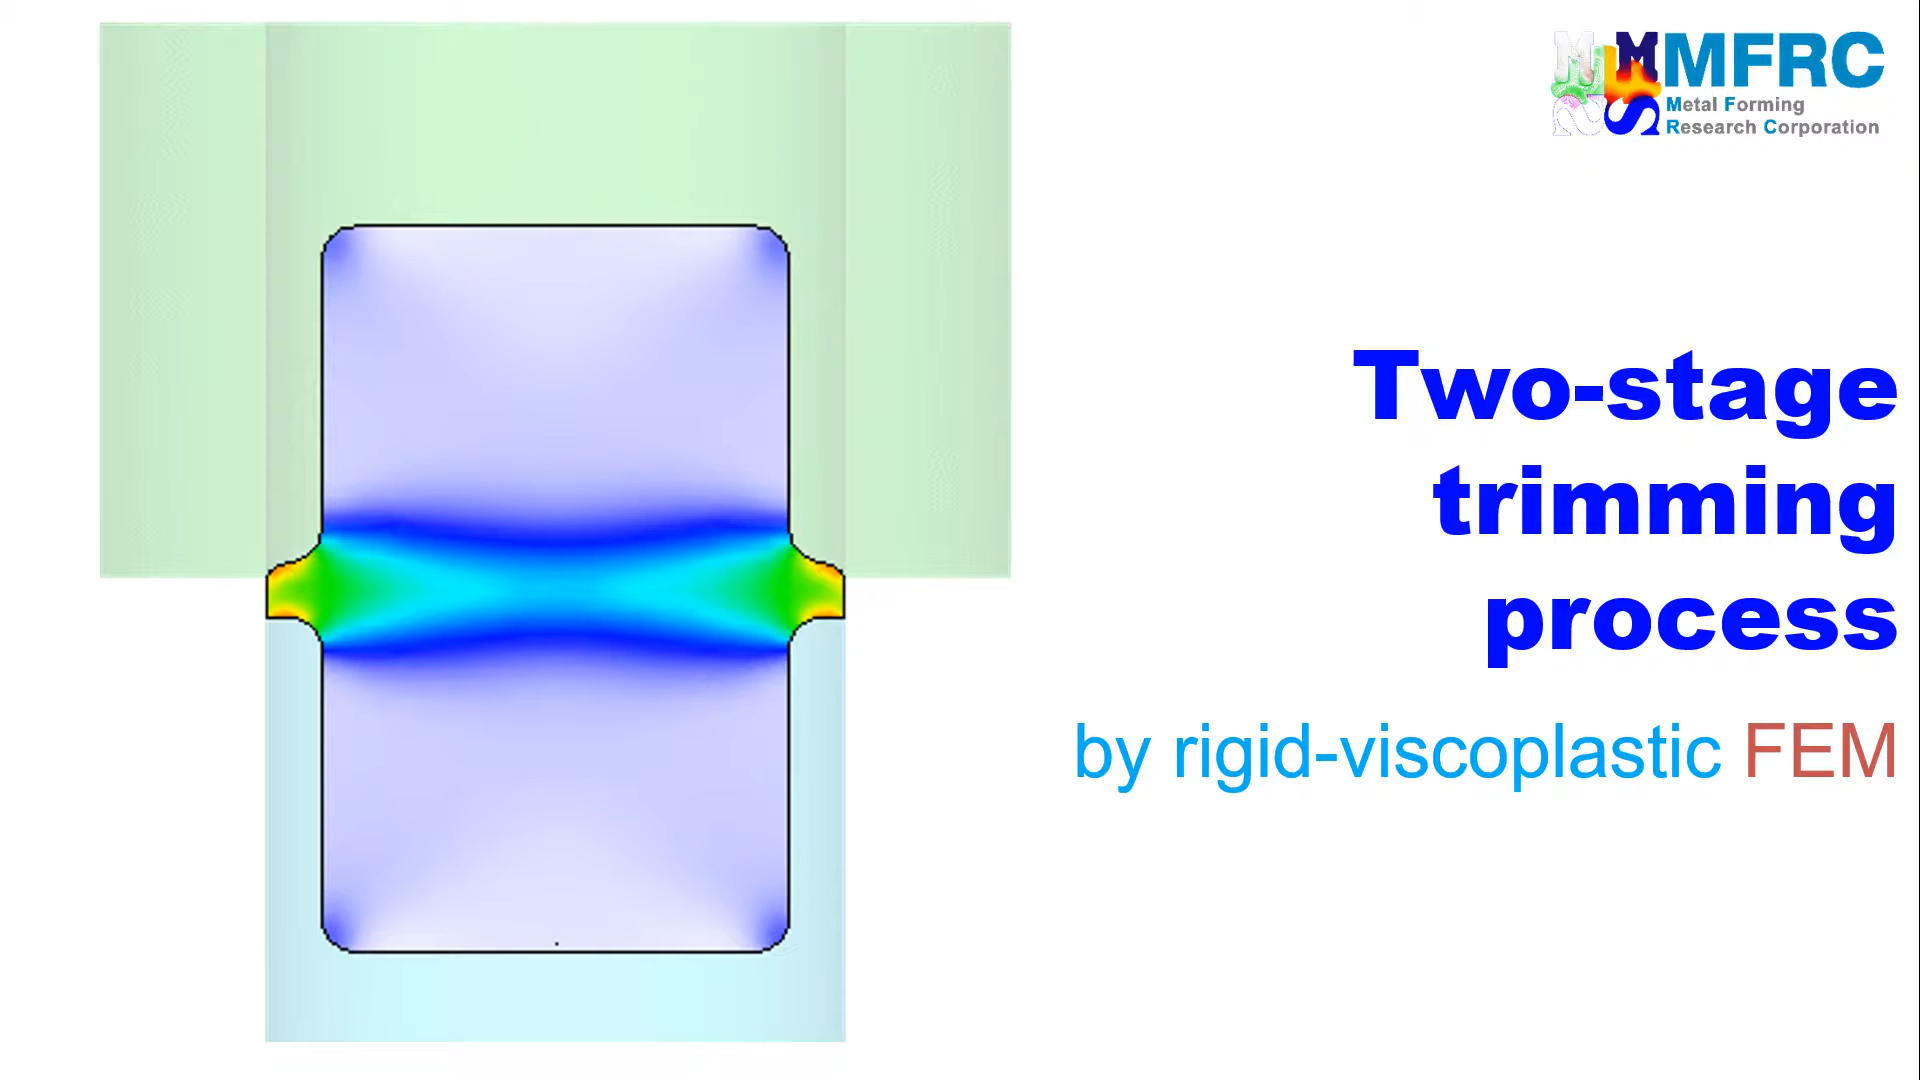 MFRC
Metal Forming
Research Corporation
Two-stage
trimming
process
by rigid-viscoplastic FEM